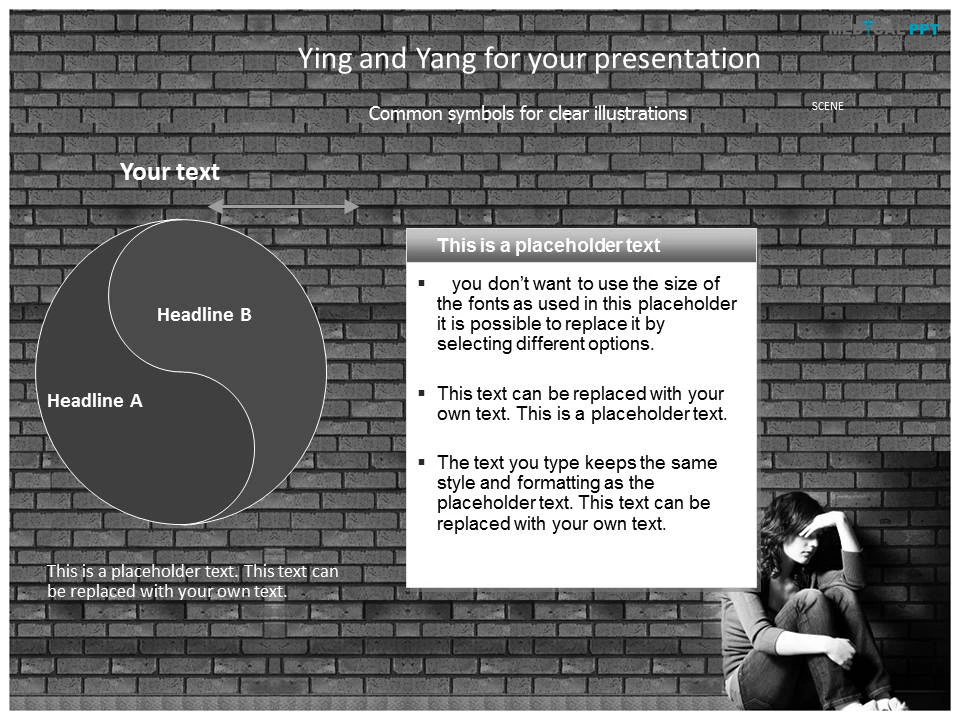 MEDICAL PPT
Ying and Yang for your presentation
Common symbols for clear illustrations
SCENE
Your text
Headline B
Headline A
This is a placeholder text. This text can
be replaced with your own text.
This is a placeholder text
▪ you don’t want to use the size of
the fonts as used in this placeholder
it is possible to replace it by
selecting different options.
▪ This text can be replaced with your
own text. This is a placeholder text.
▪ The text you type keeps the same
style and formatting as the
placeholder text. This text can be
replaced with your own text.